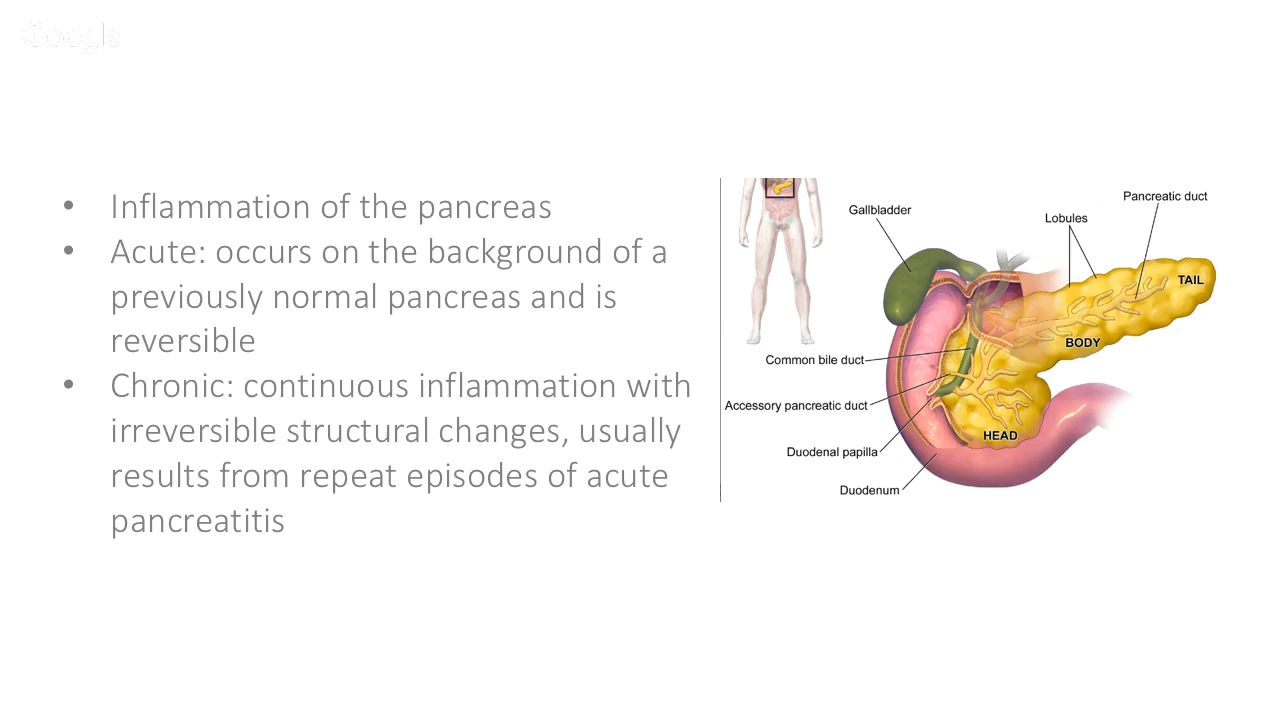 Google
• Inflammation of the pancreas
• Acute: occurs on the background of a
previously normal pancreas and is
reversible
• Chronic: continuous inflammation with
irreversible structural changes, usually
results from repeat episodes of acute
pancreatitis
Pancreatic duct
Gallbladder
Lobules
TAIL
BODY
Common bile duct
Accessory pancreatic duct
HEAD
Duodenal papilla
Duodenum